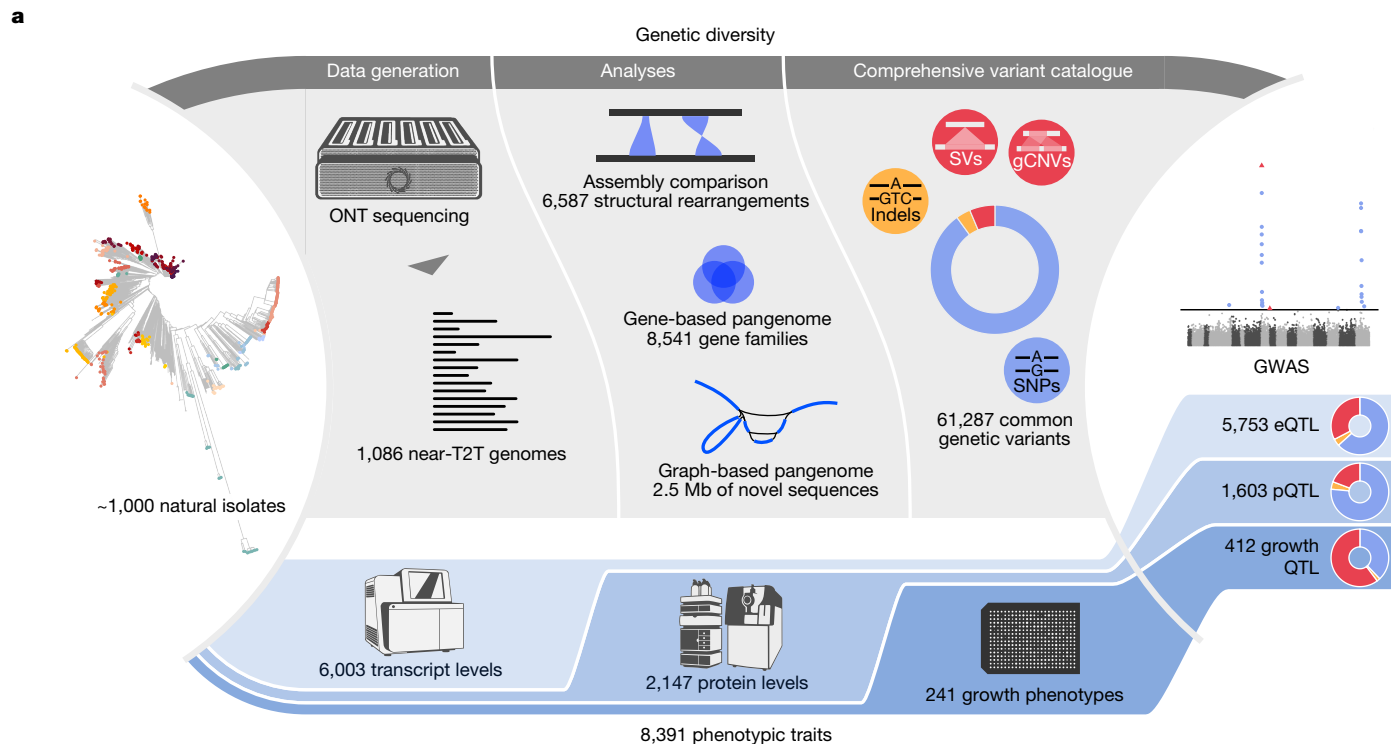 a
Genetic diversity
Data generation
Analyses
Comprehensive variant catalogue
ONT sequencing
1,086 near-T2T genomes
~1,000 natural isolates
Assembly comparison
6,587 structural rearrangements
Gene-based pangenome
8,541 gene families
Graph-based pangenome
2.5 Mb of novel sequences
SVs
gCNVs
A
GTC
Indels
A
G
SNPs
61,287 common
genetic variants
GWAS
5,753 eQTL
1,603 pQTL
412 growth
QTL
6,003 transcript levels
2,147 protein levels
241 growth phenotypes
8,391 phenotypic traits